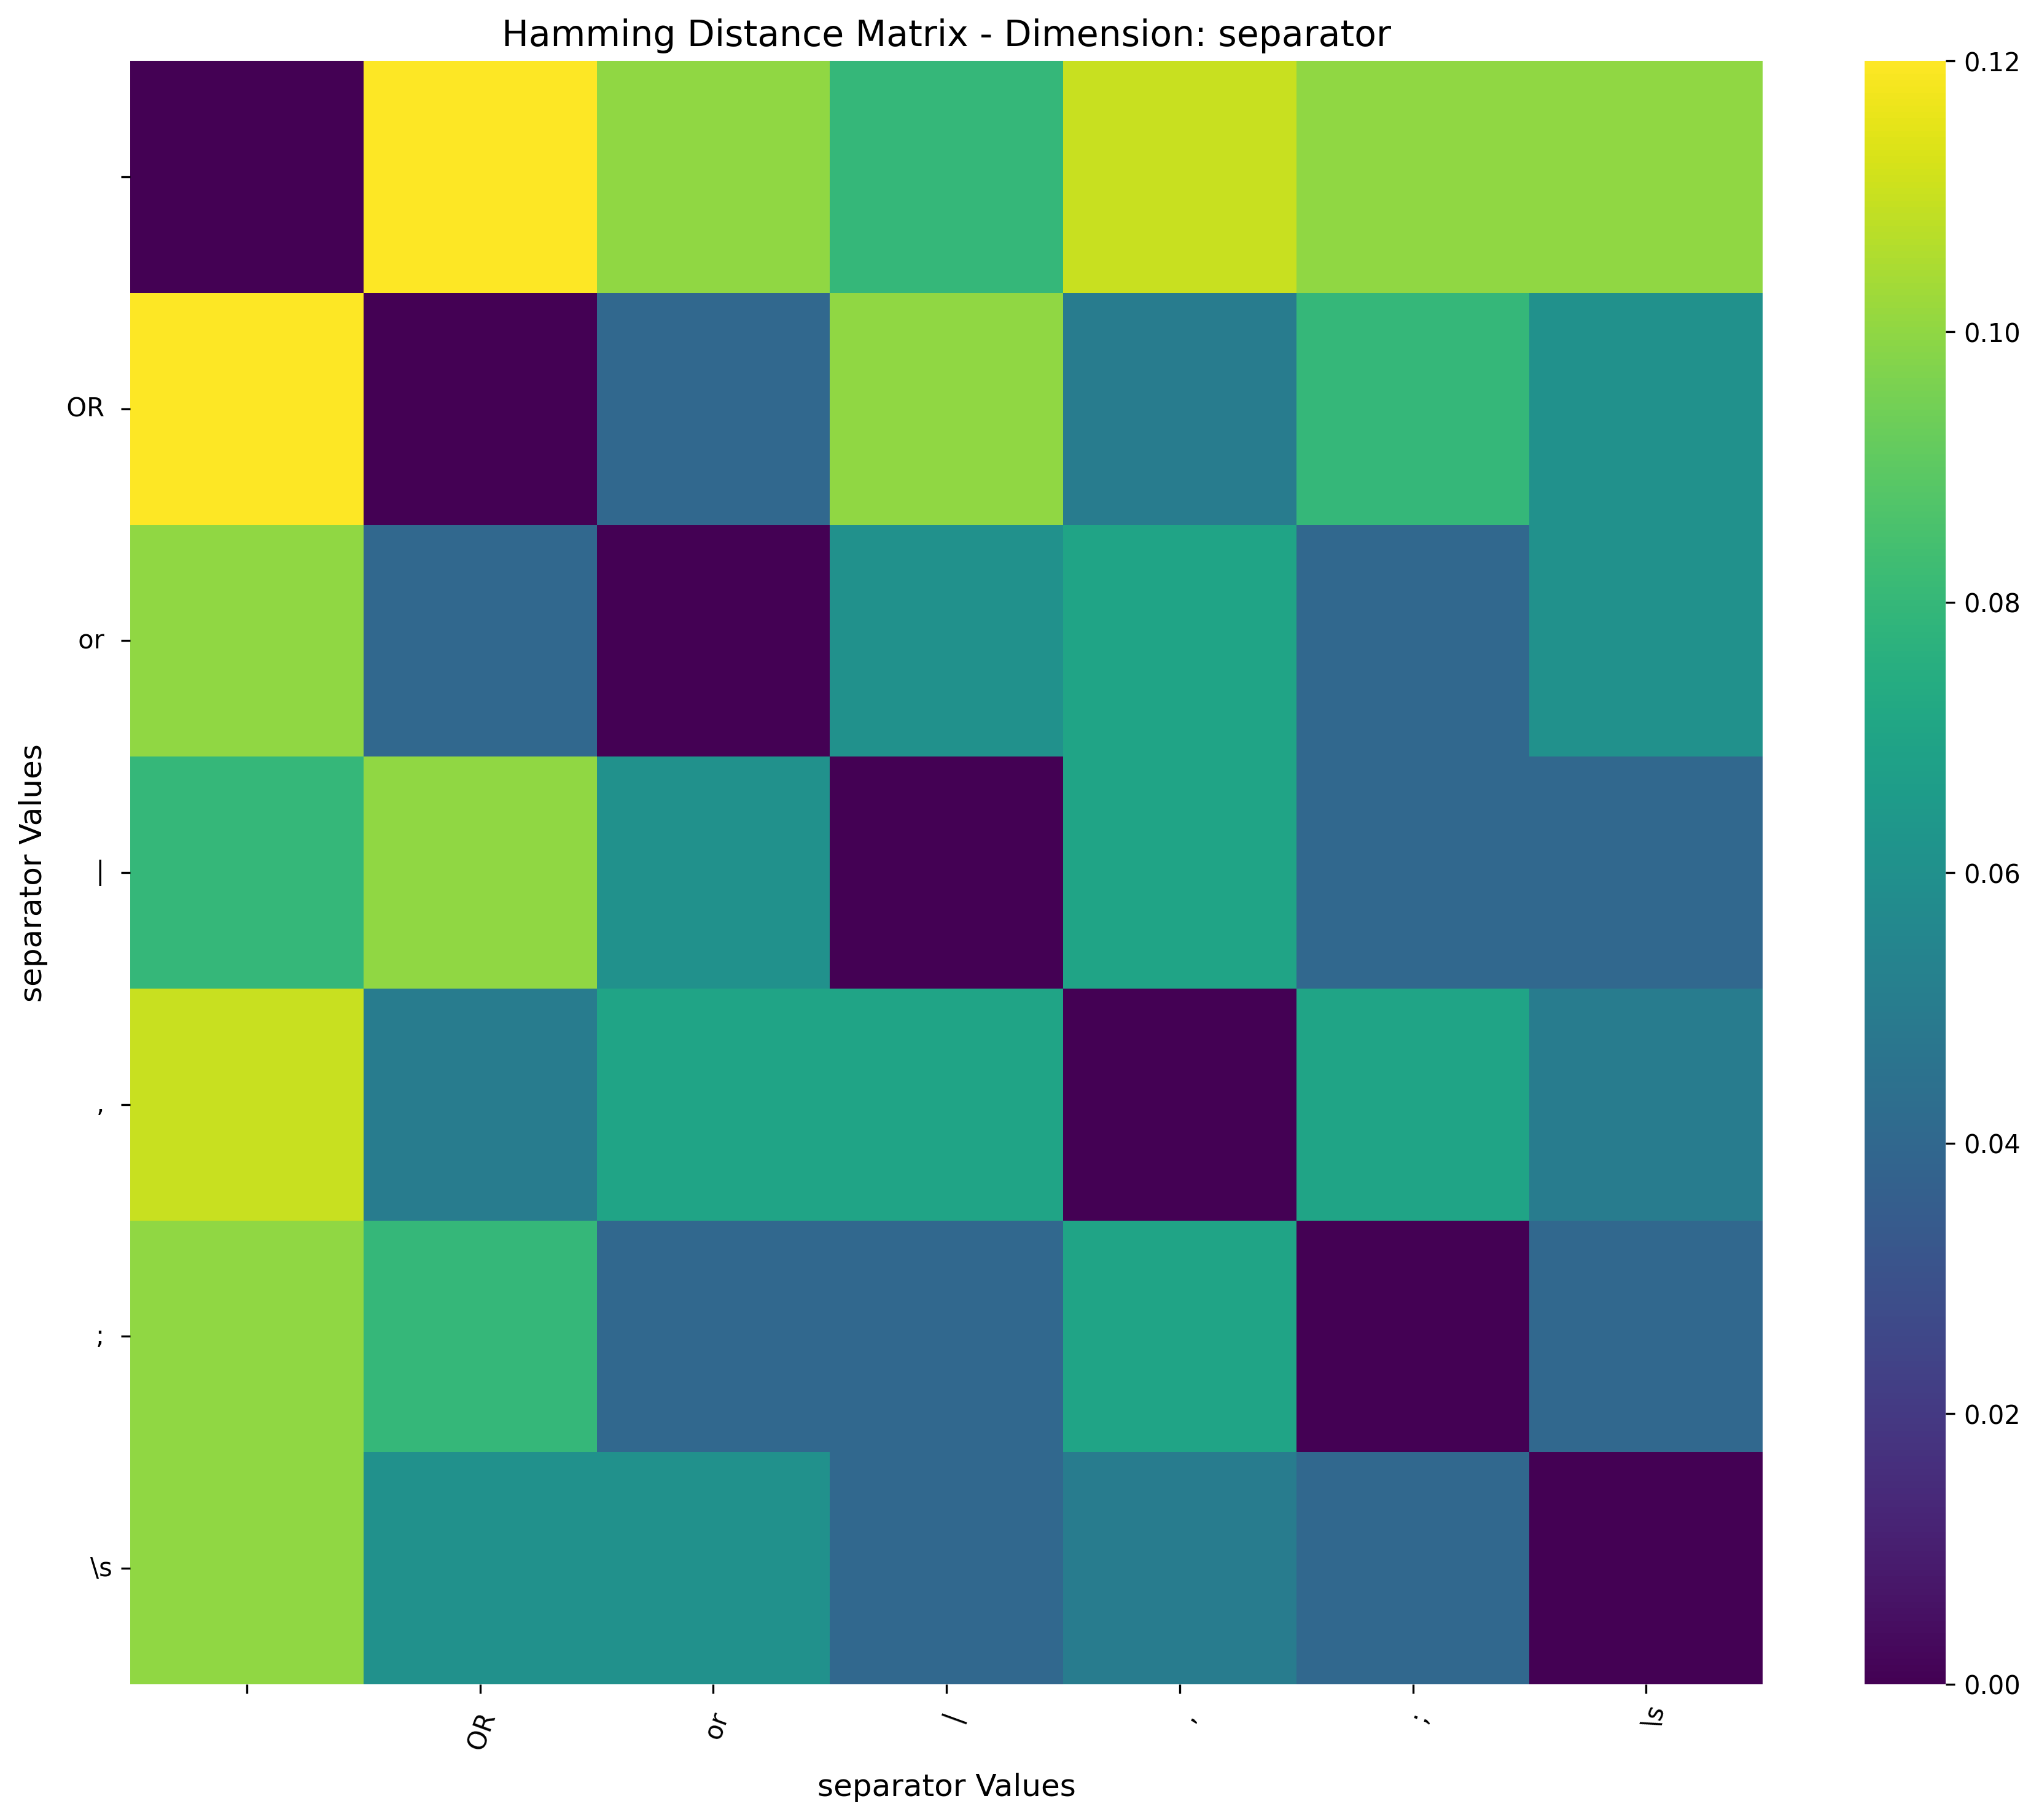 Hamming Distance Matrix - Dimension: separator
separator Values
OR
or
|
,
;
\s
OR
or
|
,
;
\s
separator Values
0.12
0.10
0.08
0.06
0.04
0.02
0.00